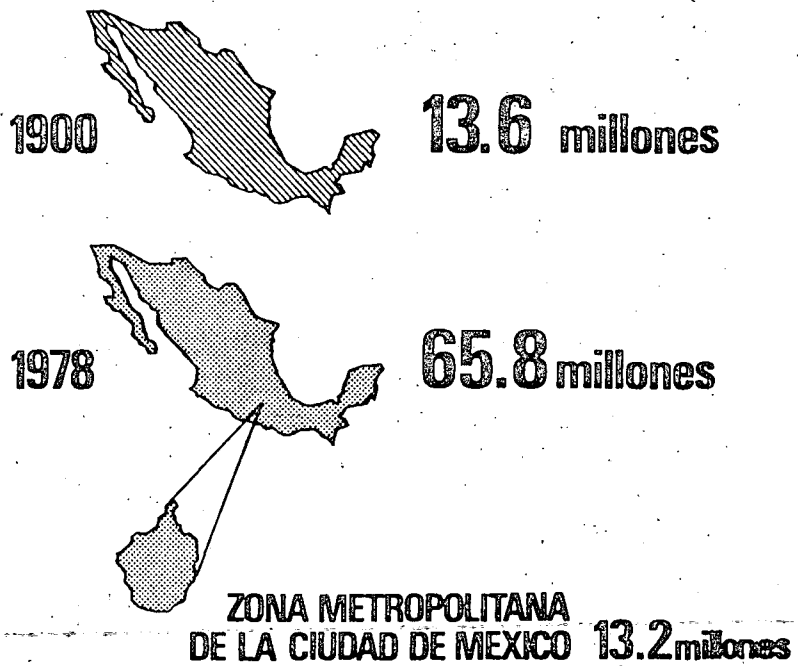 1900 13.6 millones
1978 65.8 millones
ZONA METROPOLITANA
DE LA CIUDAD DE MEXICO 13.2 millones